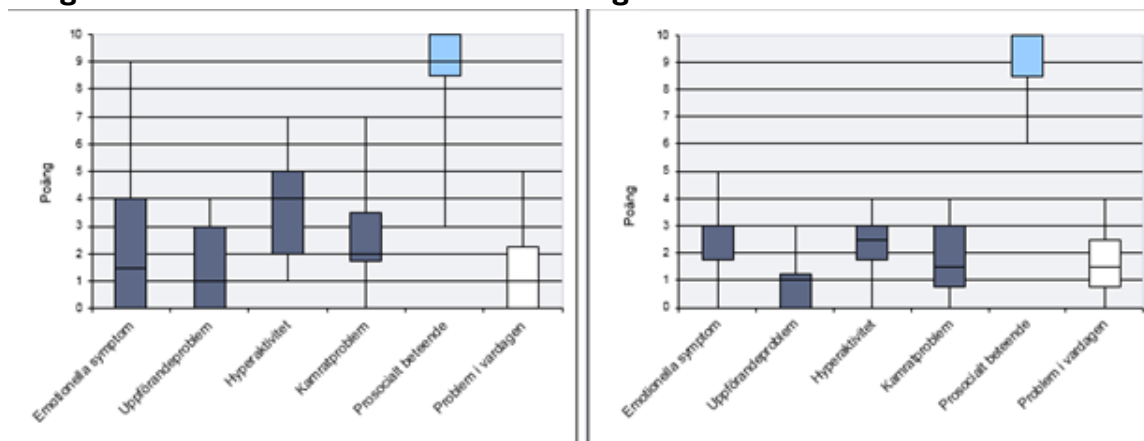 10
9
8
7
6
5
4
3
2
1
0
Poäng
Emotionella symptom
Uppförandeproblem
Hyperaktivitet
Kamratproblem
Prosocialt beteende
Problem i vardagen
10
9
8
7
6
5
4
3
2
1
0
Poäng
Emotionella symptom
Uppförandeproblem
Hyperaktivitet
Kamratproblem
Prosocialt beteende
Problem i vardagen